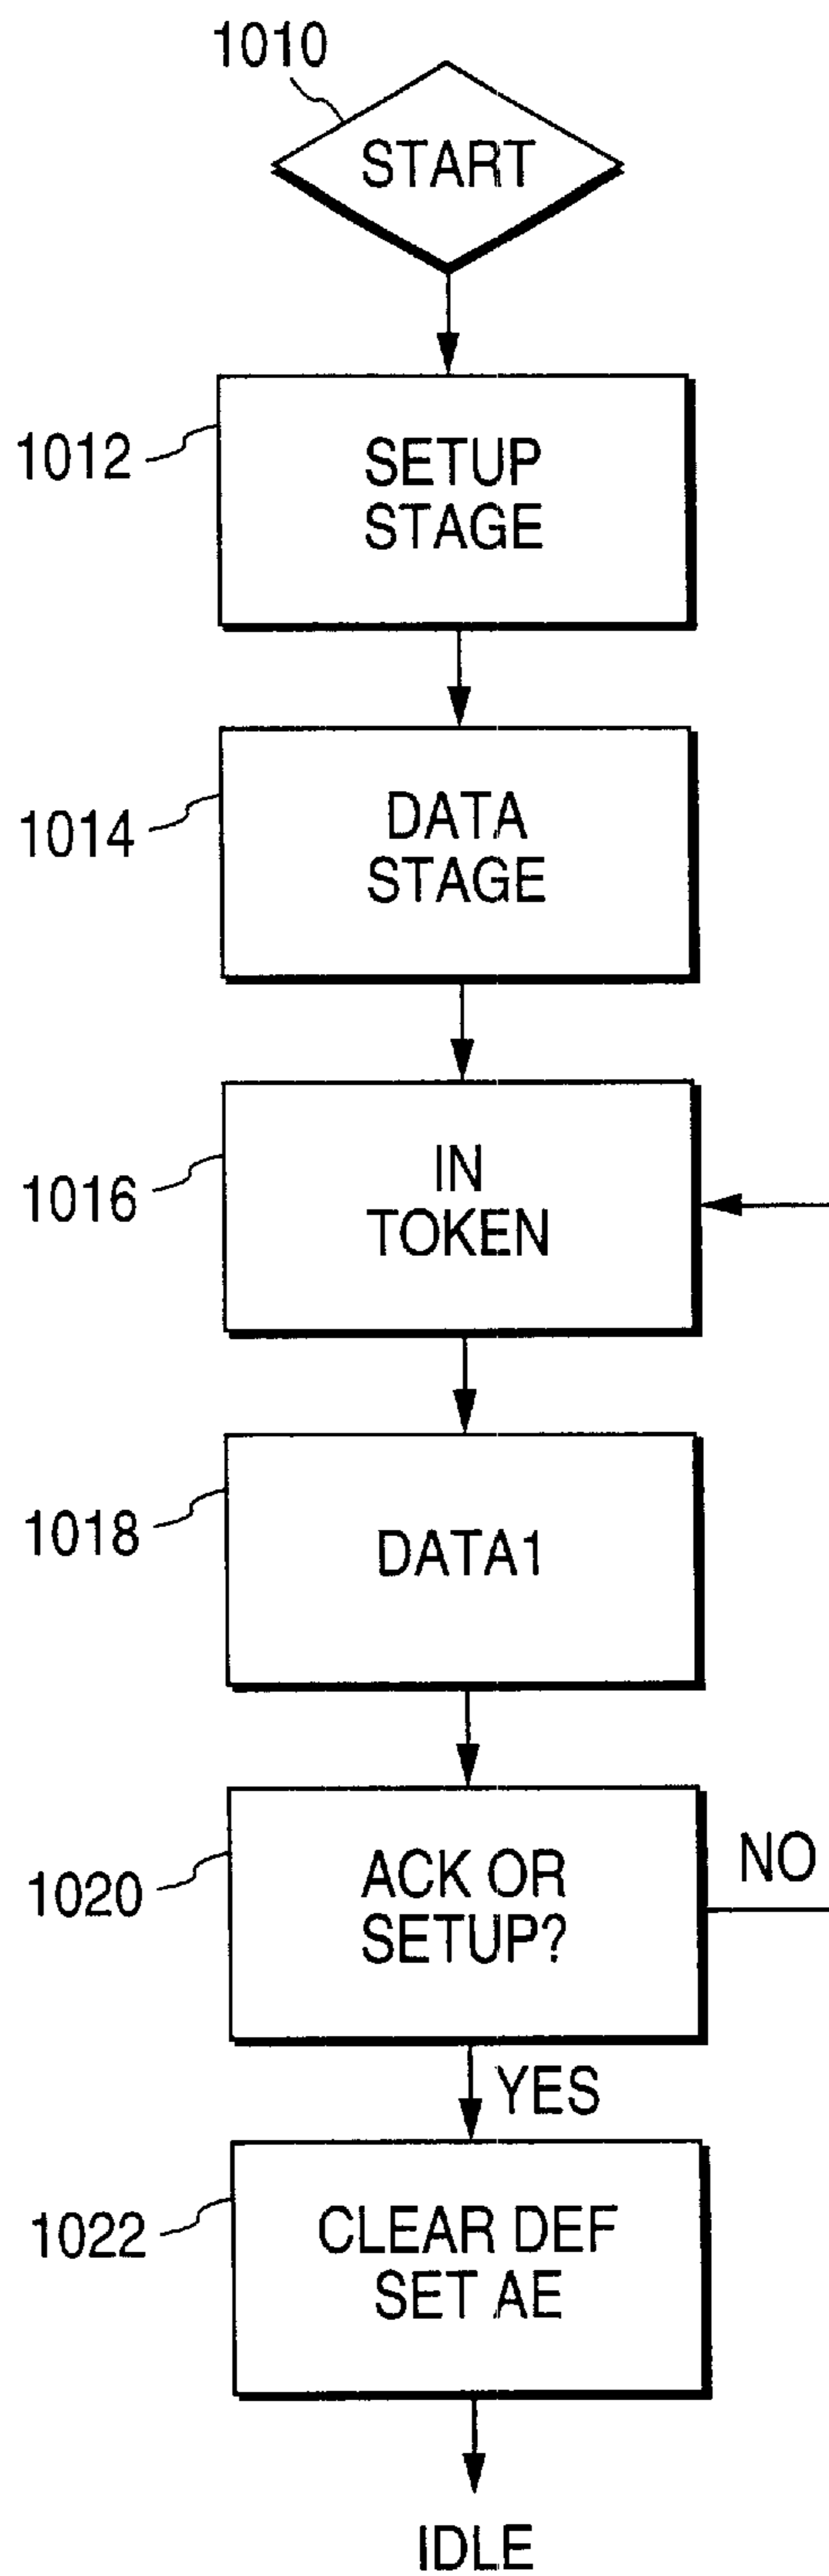 1010
START
1012
SETUP
STAGE
1014
DATA
STAGE
1016
IN
TOKEN
1018
DATA1
1020
ACK OR
SETUP?
NO
YES
1022
CLEAR DEF
SET AE
IDLE